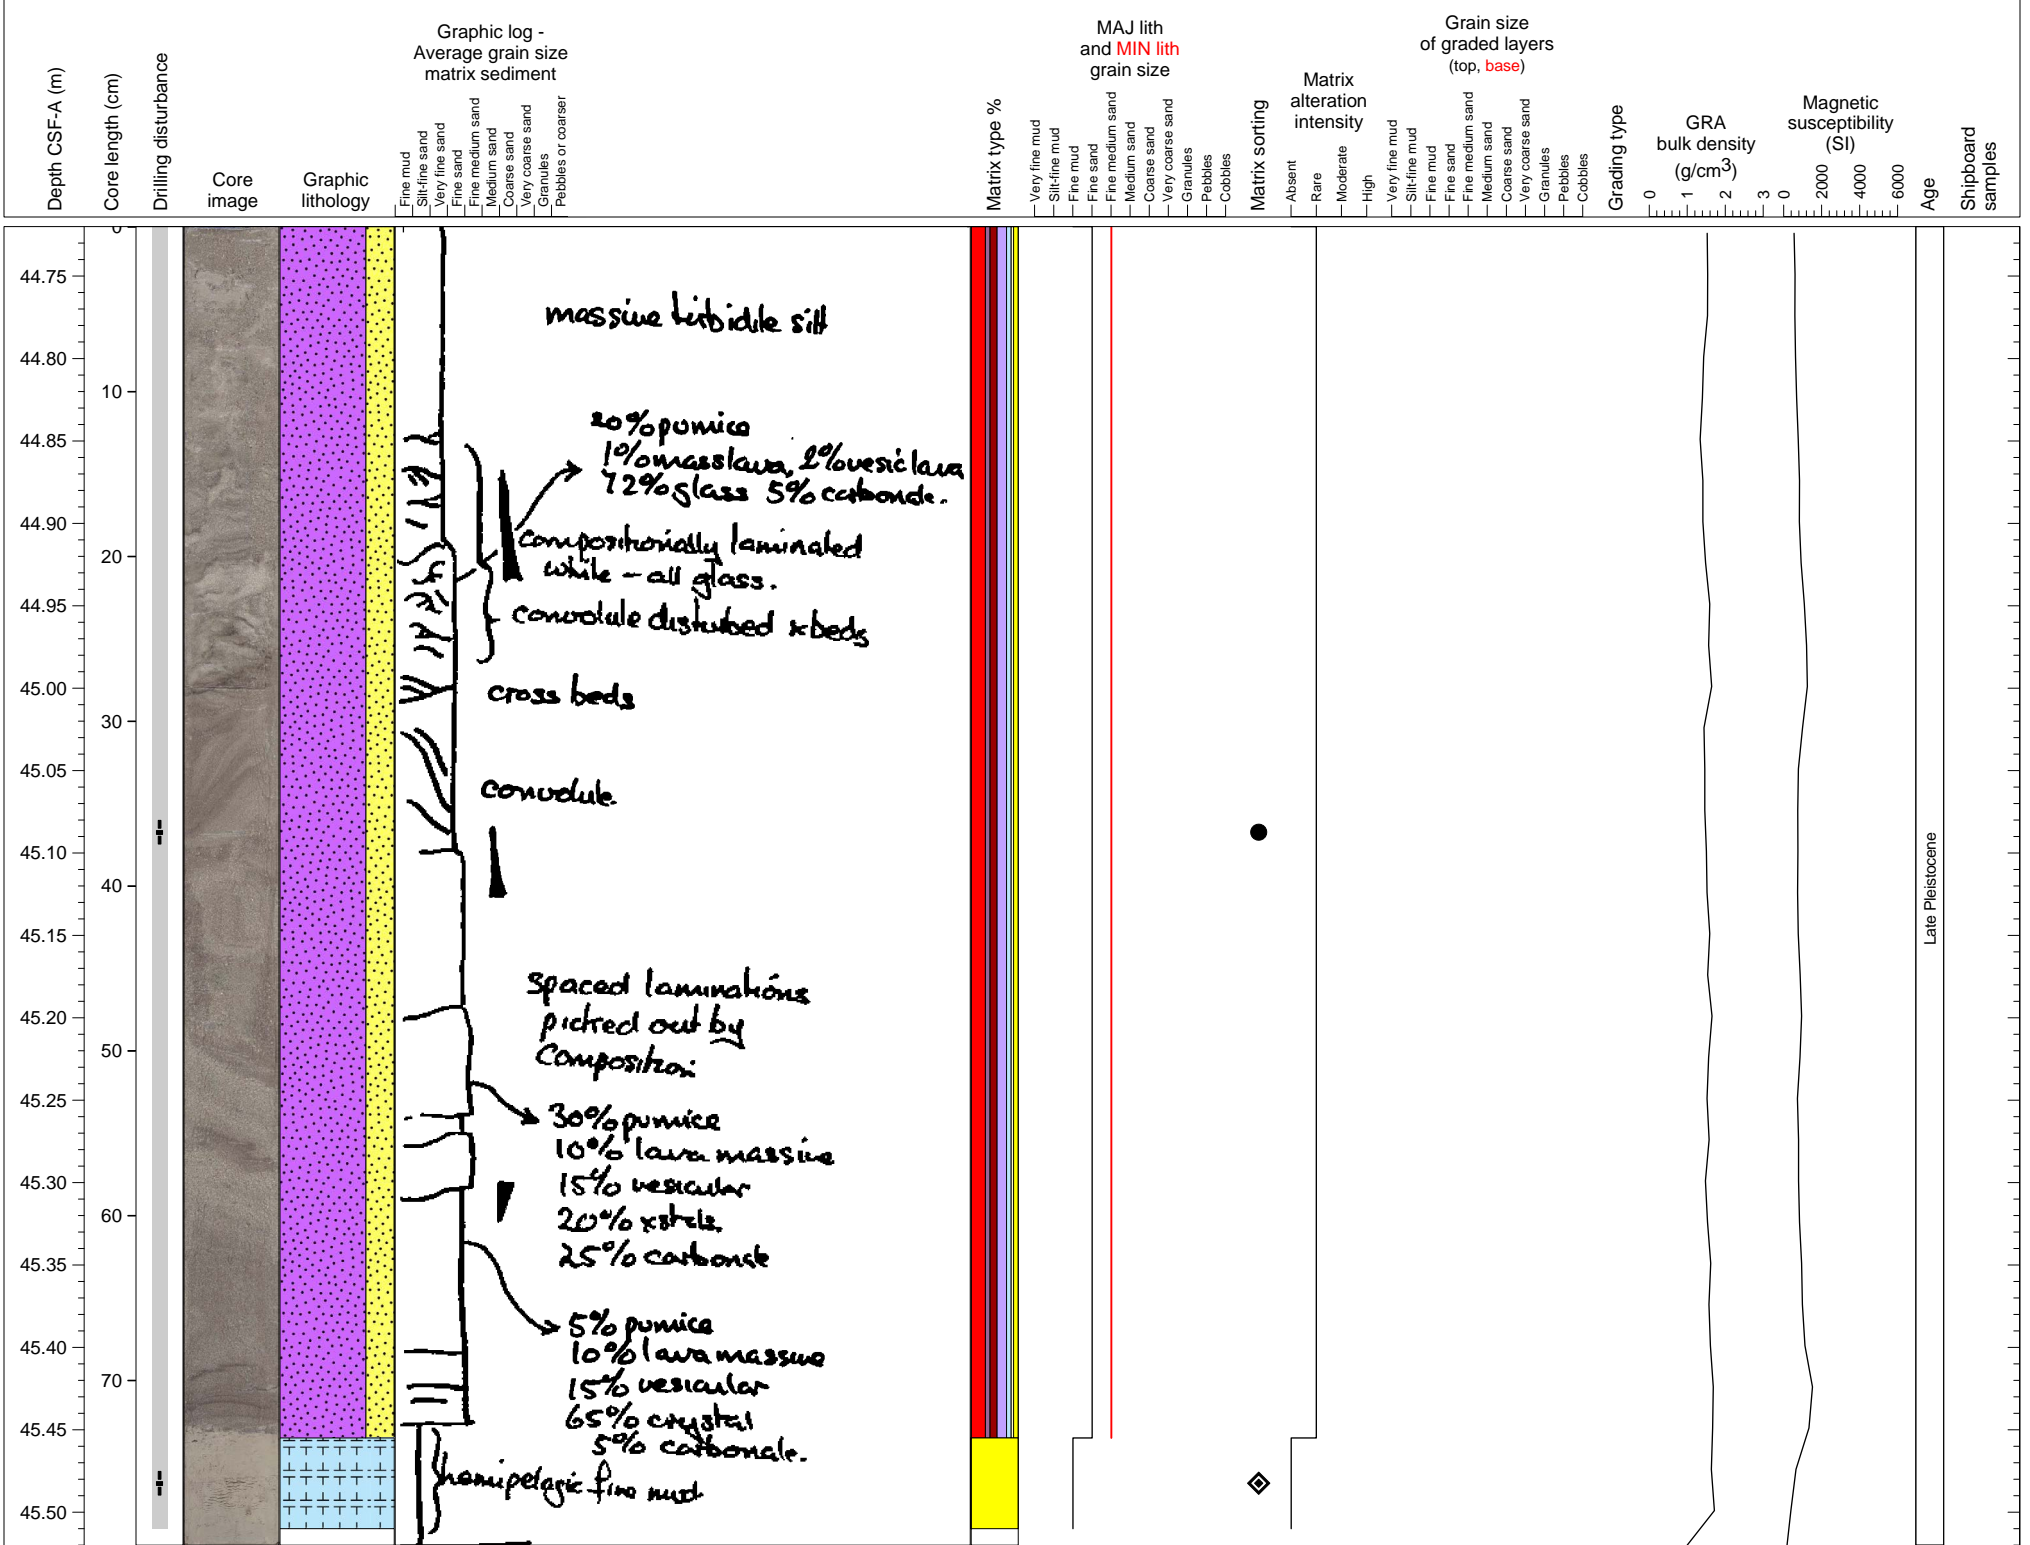 Depth CSF-A (m)
Core length (cm)
Drilling disturbance
Core
image
Graphic
lithology
Graphic log -
Average grain size
matrix sediment
Fine mud
Silt-fine sand
Very fine sand
Fine sand
Fine medium sand
Medium sand
Coarse sand
Very coarse sand
Granules
Pebbles or coarser
Matrix type %
MAJ lith
and MIN lith
grain size
Very fine mud
Silt-fine mud
Fine mud
Fine sand
Fine medium sand
Medium sand
Coarse sand
Very coarse sand
Granules
Pebbles
Cobbles
Matrix sorting
Matrix
alteration
intensity
Absent
Rare
Moderate
High
Grain size
of graded layers
(top, base)
Very fine mud
Silt-fine mud
Fine mud
Fine sand
Fine medium sand
Medium sand
Coarse sand
Very coarse sand
Granules
Pebbles
Cobbles
Grading type
GRA
bulk density
(g/cm3)
0 1 2 3
Magnetic
susceptibility
(SI)
0 2000 4000 6000
Age
Shipboard
samples
0
44.75
44.80
10
44.85
44.90
20
44.95
45.00
30
45.05
45.10
40
45.15
45.20
50
45.25
45.30
60
45.35
45.40
70
45.45
45.50
massive turbidite silt
20% pumice
1% mass lava, 2% vesic lava
72% glass 5% carbonate.
compositionally laminated
white - all glass.
convolute disturbed x beds
cross beds
convolute.
spaced laminations
picked out by
composition
30% pumice
10% lava massive
15% vesicular
20% xstals.
25% carbonate
5% pumice
10% lava massive
15% vesicular
65% crystal
5% carbonate.
hemipelagic fine mud
Late Pleistocene